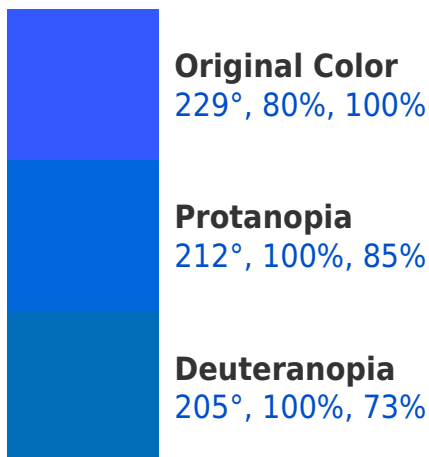 Original Color
229°, 80%, 100%
Protanopia
212°, 100%, 85%
Deuteranopia
205°, 100%, 73%